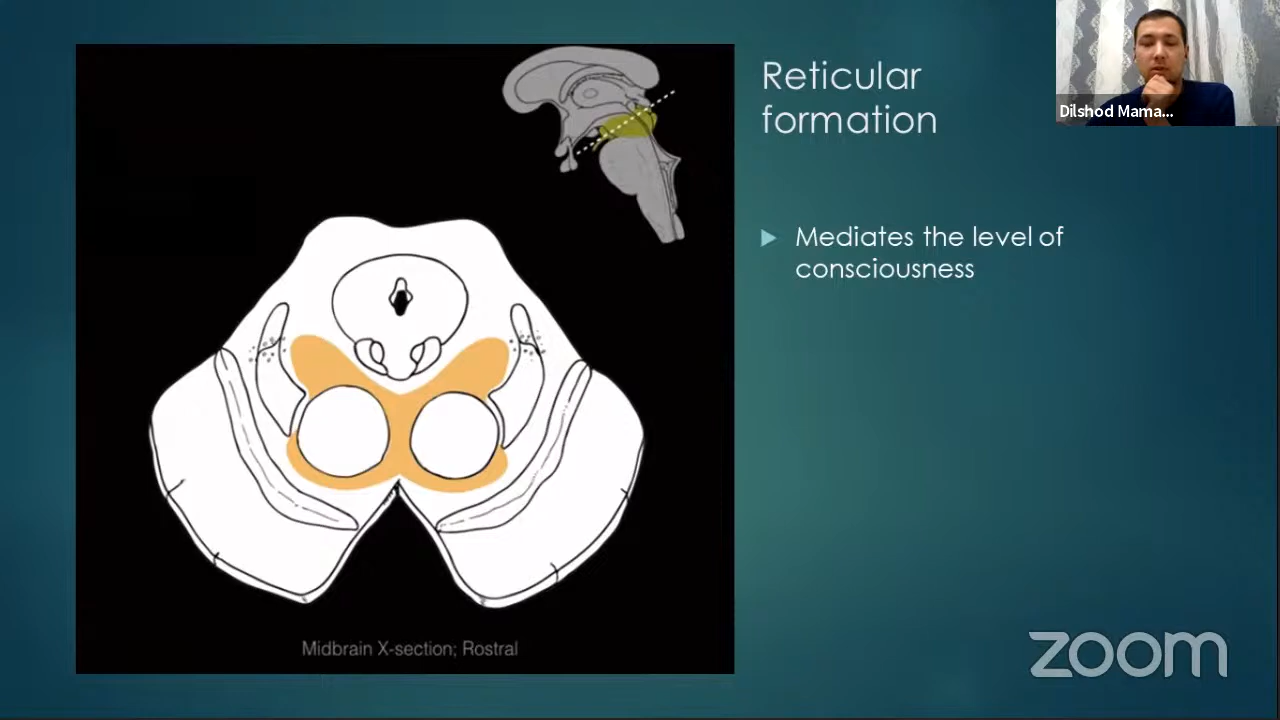 Reticular
formation
Dilshod Mama...
Mediates the level of
consciousness
Midbrain X-section; Rostral
zoom